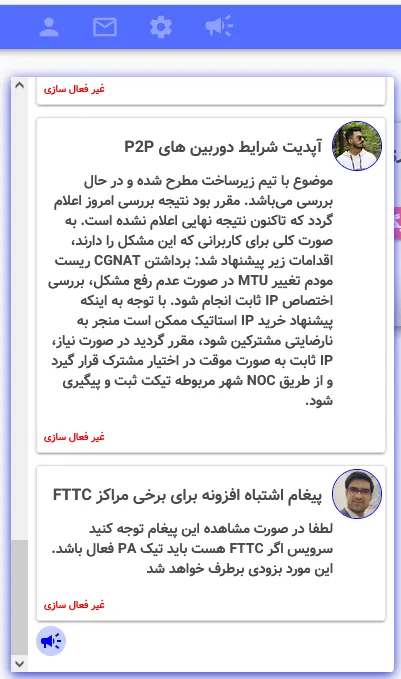 غیر فعال سازی
آپدیت شرایط دوربین های P2P
موضوع با تیم زیرساخت مطرح شده و در حال
بررسی می‌باشد. مقرر بود نتیجه بررسی امروز اعلام
گردد که تاکنون نتیجه نهایی اعلام نشده است. به
صورت کلی برای کاربرانی که این مشکل را دارند،
اقدامات زیر پیشنهاد شد: برداشتن CGNAT ریست
مودم تغییر MTU در صورت عدم رفع مشکل، بررسی
اختصاص IP ثابت انجام شود. با توجه به اینکه
پیشنهاد خرید IP استاتیک ممکن است منجر به
نارضایتی مشترکین شود، مقرر گردید در صورت نیاز،
IP ثابت به صورت موقت در اختیار مشترک قرار گیرد
و از طریق NOC شهر مربوطه تیکت ثبت و پیگیری
شود.
غیر فعال سازی
پیغام اشتباه افزونه برای برخی مراکز FTTC
لطفا در صورت مشاهده این پیغام توجه کنید
سرویس اگر FTTC هست باید تیک PA فعال باشد.
این مورد بزودی برطرف خواهد شد
غیر فعال سازی